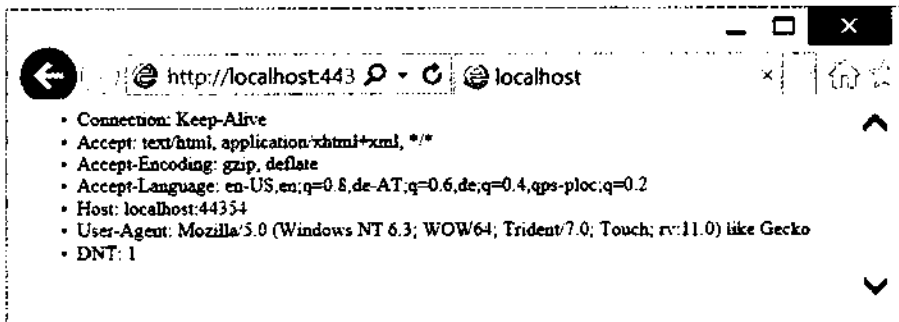 http://localhost:443 localhost
• Connection: Keep-Alive
• Accept: text/html, application/xhtml+xml, */*
• Accept-Encoding: gzip, deflate
• Accept-Language: en-US,en;q=0.8,de-AT;q=0.6,de;q=0.4,qps-ploc;q=0.2
• Host: localhost:44354
• User-Agent: Mozilla/5.0 (Windows NT 6.3; WOW64; Trident/7.0; Touch; rv:11.0) like Gecko
• DNT: 1